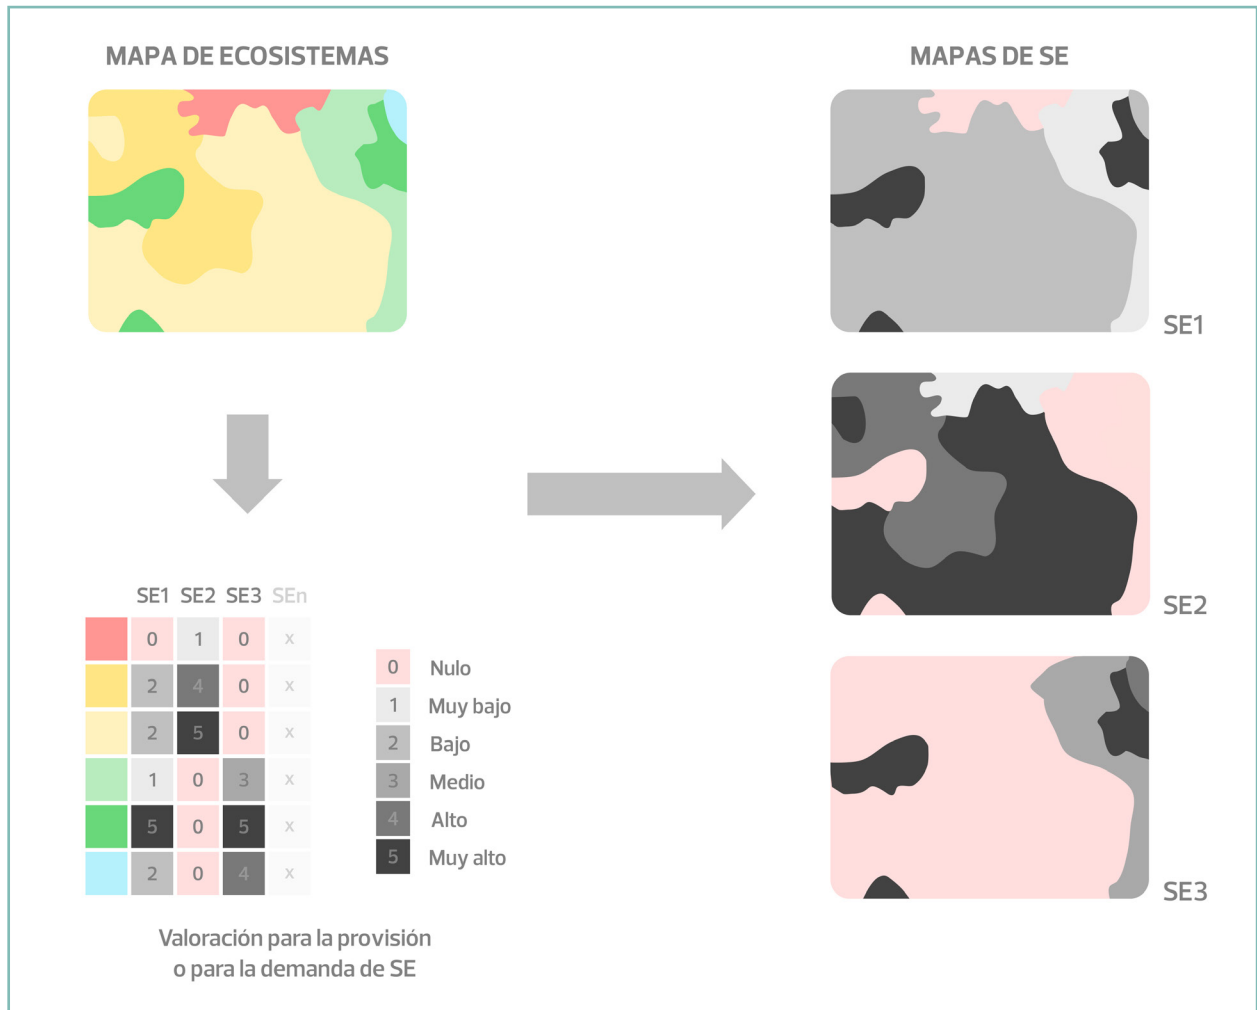 MAPA DE ECOSISTEMAS
MAPAS DE SE
SE1
SE2
SE3
SE1 SE2 SE3 SEn
0 1 0 x
2 4 0 x
2 5 0 x
1 0 3 x
5 0 5 x
2 0 4 x
0 Nulo
1 Muy bajo
2 Bajo
3 Medio
4 Alto
5 Muy alto
Valoración para la provisión
o para la demanda de SE